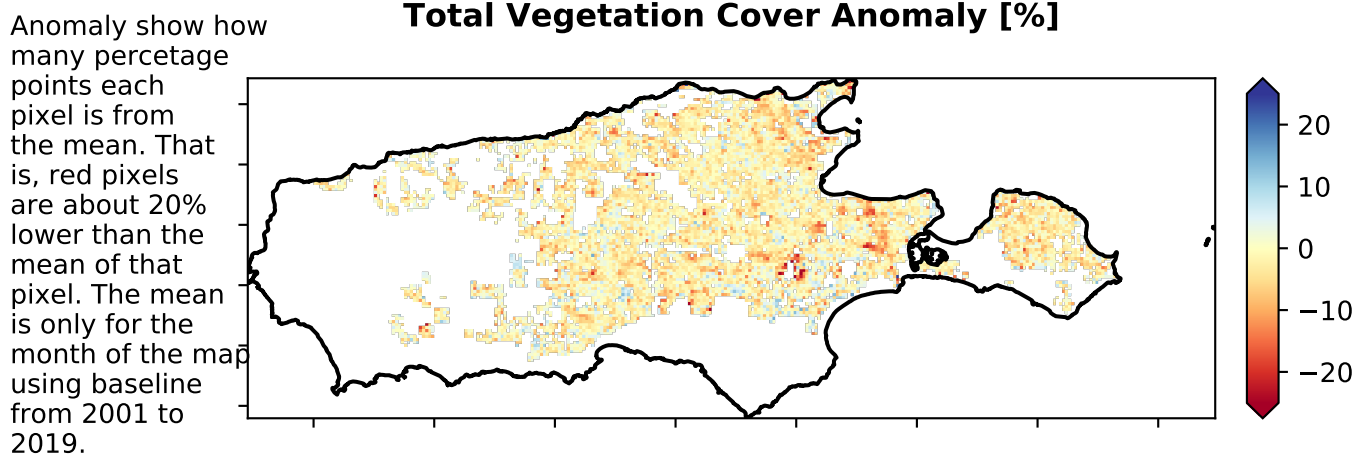 Total Vegetation Cover Anomaly [%]
Anomaly show how
many percetage
points each
pixel is from
the mean. That
is, red pixels
are about 20%
lower than the
mean of that
pixel. The mean
is only for the
month of the map
using baseline
from 2001 to
2019.
20
10
0
−10
−20